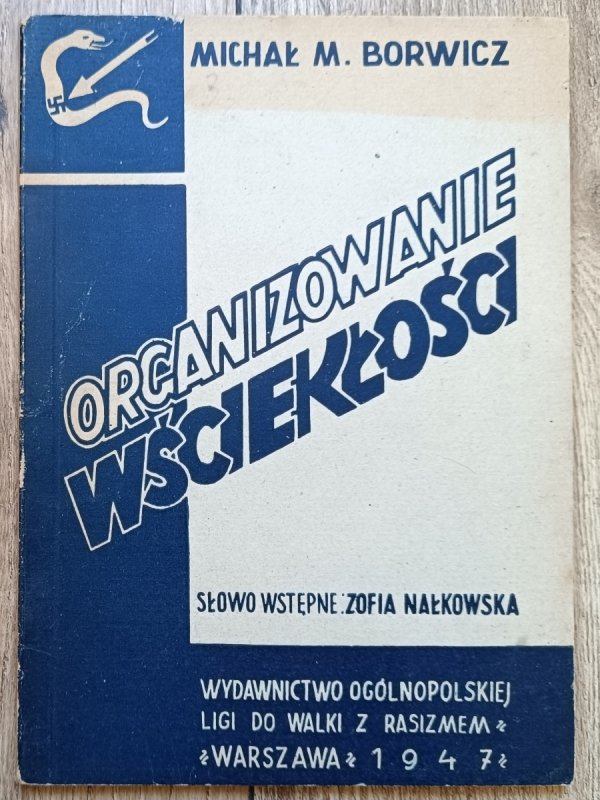 MICHAŁ M. BORWICZ
ORGANIZOWANIE
WŚCIEKŁOŚCI
SŁOWO WSTĘPNE: ZOFIA NAŁKOWSKA
WYDAWNICTWO OGÓLNOPOLSKIEJ
LIGI DO WALKI Z RASIZMEM
WARSZAWA 1947